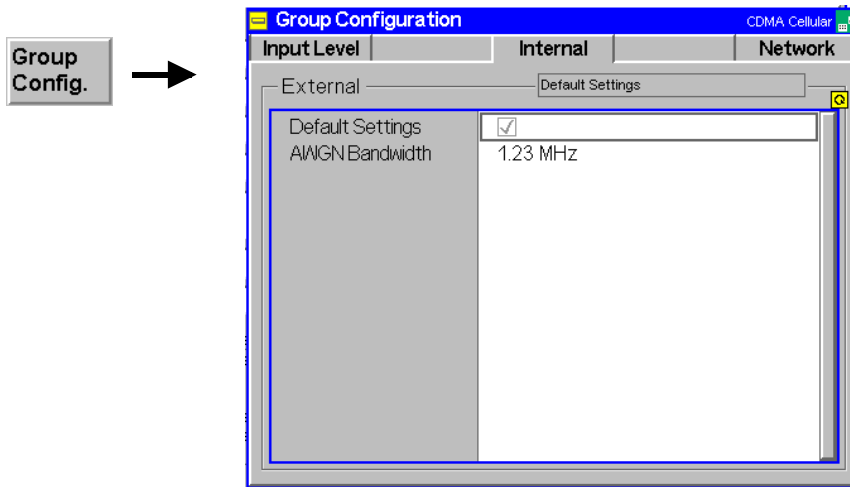 Group
Config.
Group Configuration
CDMA Cellular
Input Level
Internal
Network
External
Default Settings
Default Settings
AWGN Bandwidth
1.23 MHz